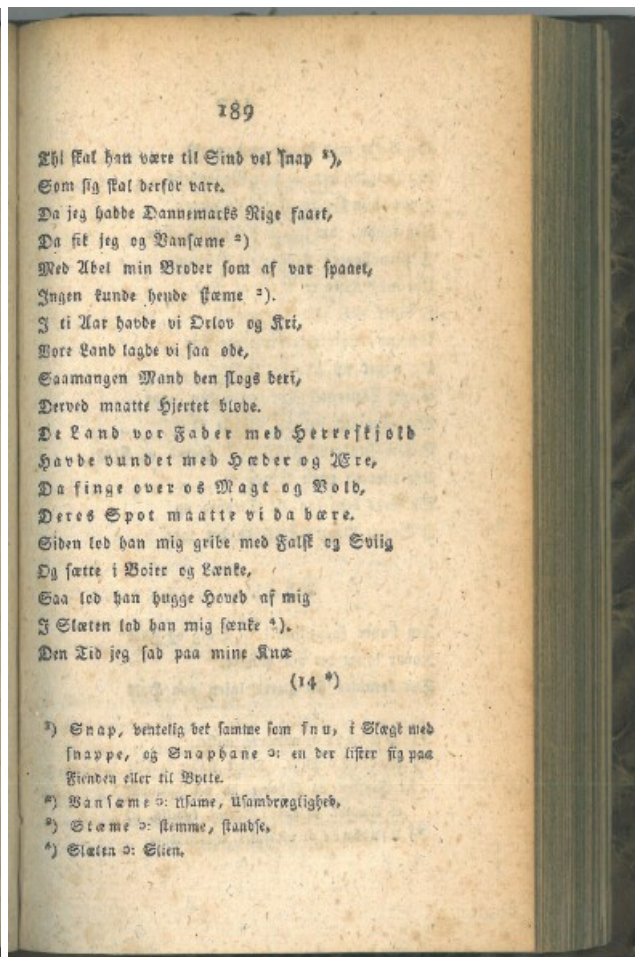 189
Thi skal han være til Sind vel snap ¹),
Som sig skal derfor vare.
Da jeg hadde Dannemarks Rige faaet,
Da fik jeg og Vansæme ²)
Med Abel min Broder som af var spaaet,
Ingen kunde hende stæme ³).
I ti Aar havde vi Orlov og Kri,
Vore Land lagde vi saa øde,
Saamangen Mand den slogs deri,
Derved maatte Hjertet bløde.
De Land vor Fader med Herreskjold
Havde vundet med Hæder og Ære,
Da finge over os Magt og Vold,
Deres Spot maatte vi da bære.
Siden lod han mig gribe med Falsk og Sviig
Og sætte i Boier og Lænke,
Saa lod han hugge Hoved af mig
I Slæten lod han mig sænke ⁴).
Den Tid jeg sad paa mine Knæ
(14 *)
¹) Snap, ventelig det samme som snu, i Slægt med
snappe, og Snaphane ɔ: en der lister sig paa
Fienden eller til Bytte.
²) Vansæme ɔ: Usame, Usamdrægtighed.
³) Stæme ɔ: stemme, standse.
⁴) Slæten ɔ: Slien.